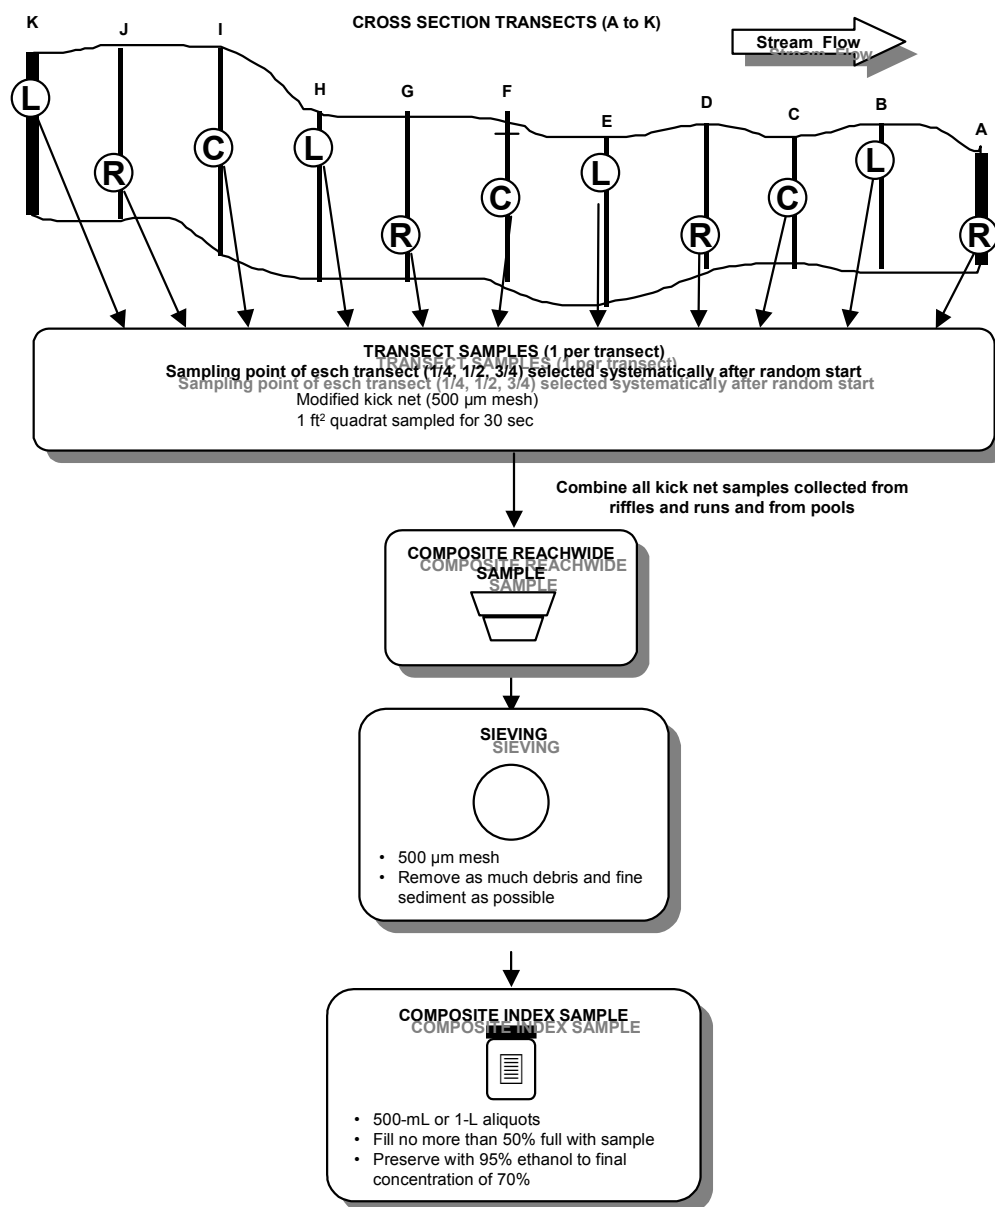 CROSS SECTION TRANSECTS (A to K)
Stream Flow
K
J
I
H
G
F
E
D
C
B
A
L
R
C
L
R
C
L
R
C
L
R
TRANSECT SAMPLES (1 per transect)
Sampling point of esch transect (1/4, 1/2, 3/4) selected systematically after random start
Modified kick net (500 µm mesh)
1 ft² quadrat sampled for 30 sec
Combine all kick net samples collected from
riffles and runs and from pools
COMPOSITE REACHWIDE
SAMPLE
SIEVING
• 500 µm mesh
• Remove as much debris and fine
sediment as possible
COMPOSITE INDEX SAMPLE
• 500-mL or 1-L aliquots
• Fill no more than 50% full with sample
• Preserve with 95% ethanol to final
concentration of 70%